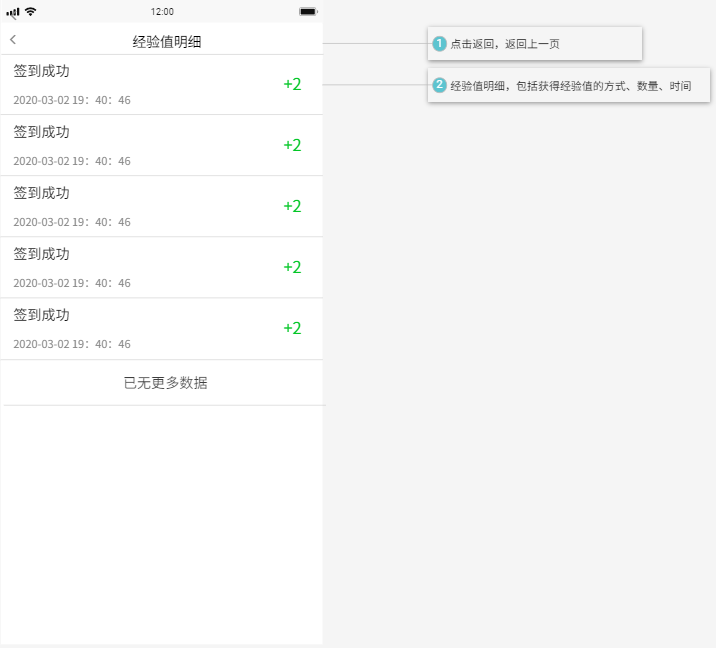 12:00
经验值明细
签到成功
+2
2020-03-02 19：40：46
签到成功
+2
2020-03-02 19：40：46
签到成功
+2
2020-03-02 19：40：46
签到成功
+2
2020-03-02 19：40：46
签到成功
+2
2020-03-02 19：40：46
已无更多数据
1 点击返回，返回上一页
2 经验值明细，包括获得经验值的方式、数量、时间